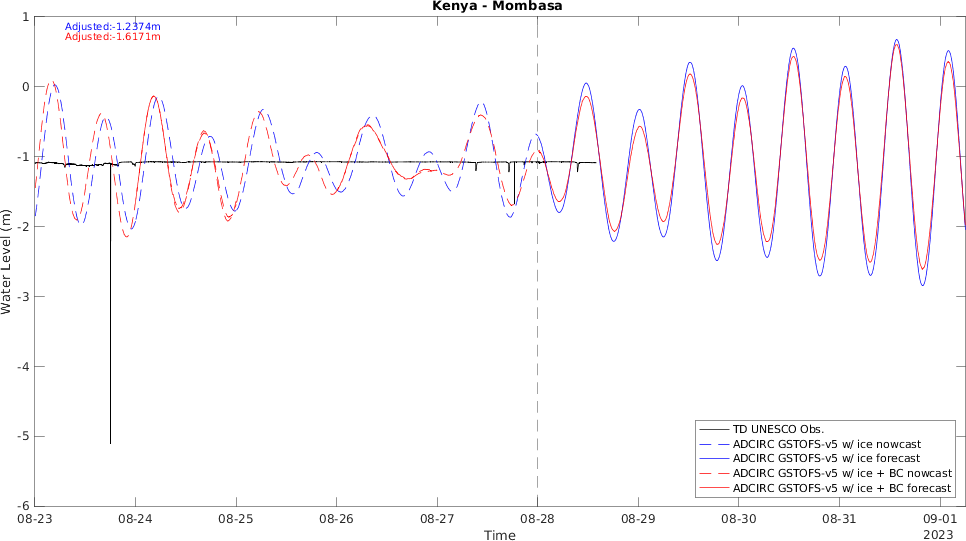 Kenya - Mombasa
Adjusted:-1.2374m
Adjusted:-1.6171m
1
0
-1
-2
-3
-4
-5
-6
Water Level (m)
08-23
08-24
08-25
08-26
08-27
08-28
08-29
08-30
08-31
09-01
2023
Time
TD UNESCO Obs.
ADCIRC GSTOFS-v5 w/ ice nowcast
ADCIRC GSTOFS-v5 w/ ice forecast
ADCIRC GSTOFS-v5 w/ ice + BC nowcast
ADCIRC GSTOFS-v5 w/ ice + BC forecast